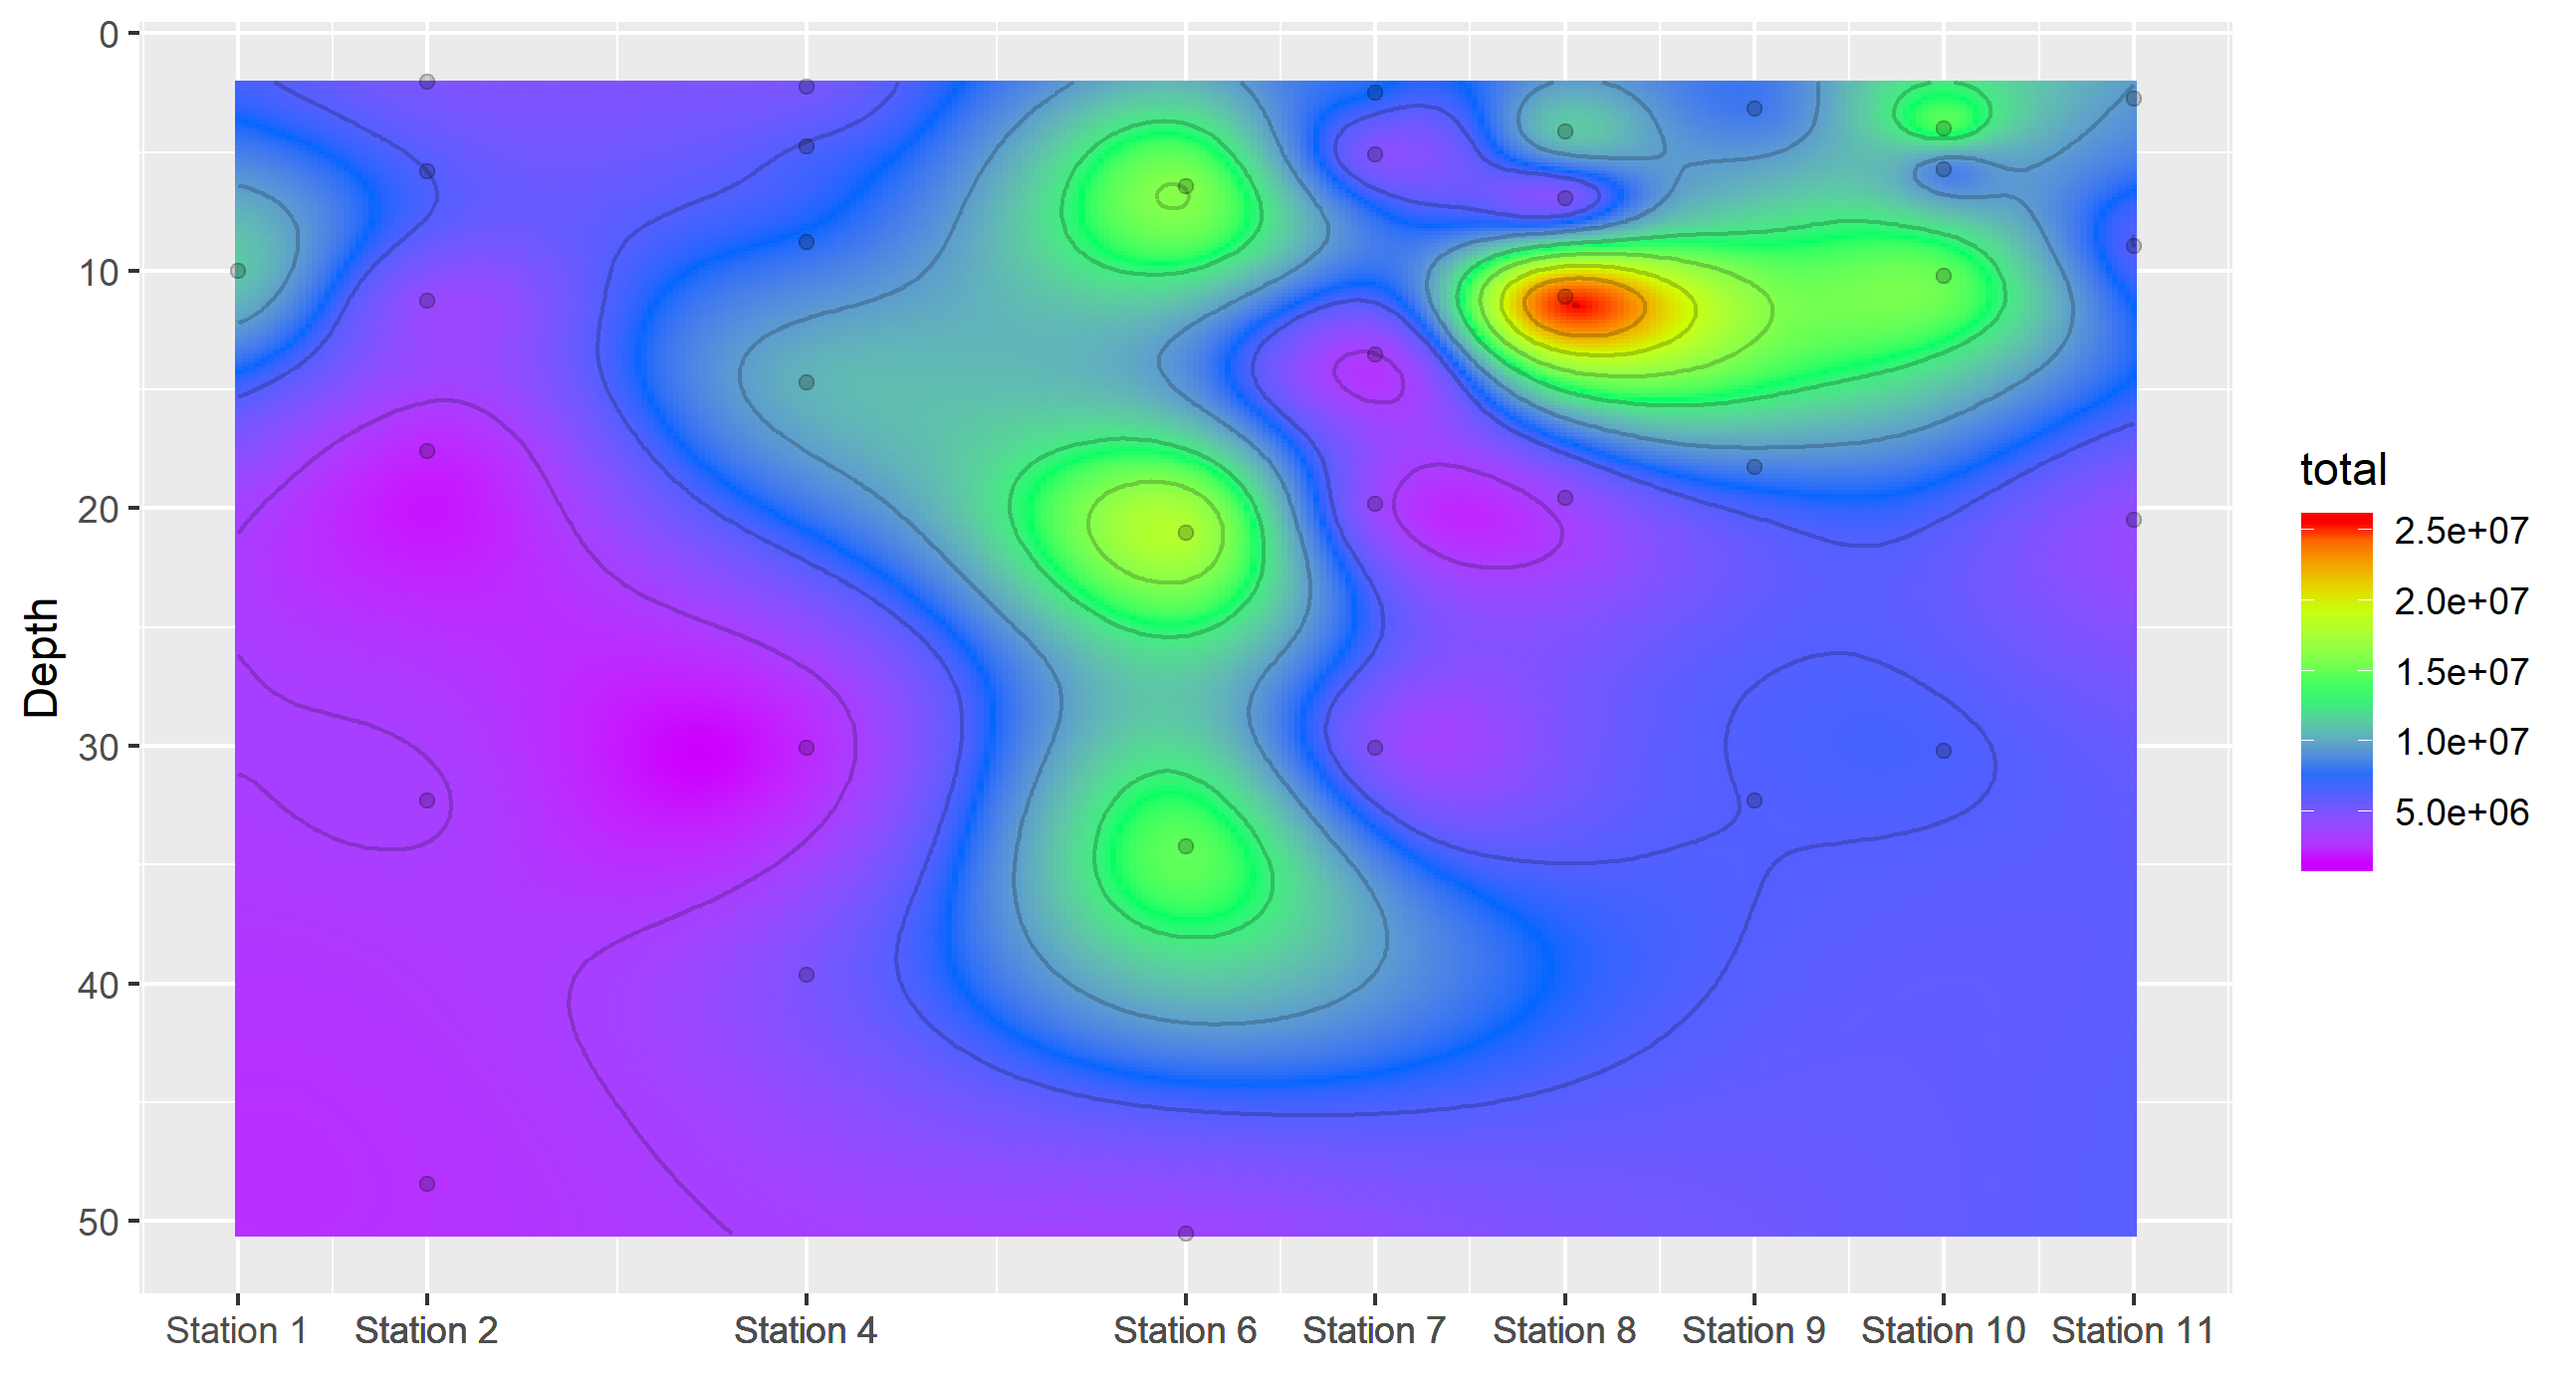 0
10
20
30
40
50
Depth
Station 1
Station 2
Station 4
Station 6
Station 7
Station 8
Station 9
Station 10
Station 11
total
2.5e+07
2.0e+07
1.5e+07
1.0e+07
5.0e+06